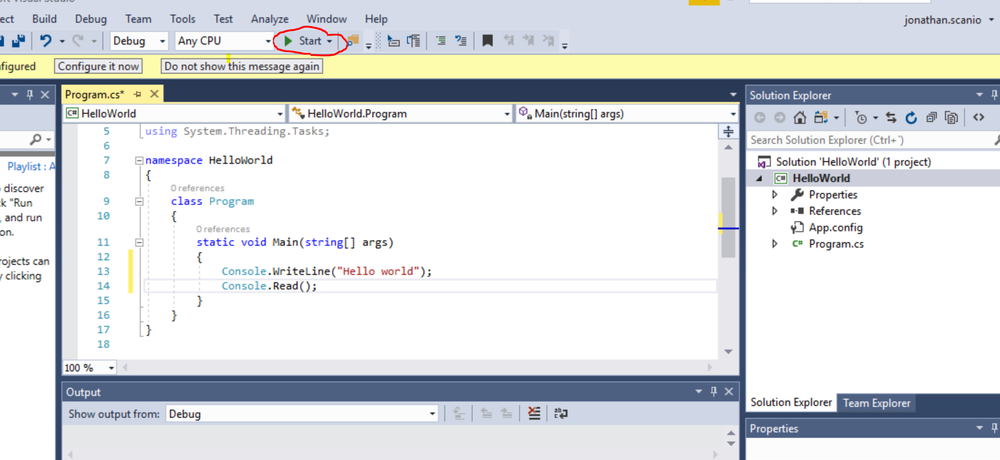 ft Visual Studio
ect Build Debug Team Tools Test Analyze Window Help
jonathan.scanio
Debug Any CPU Start
figured Configure it now Do not show this message again
Program.cs*
HelloWorld HelloWorld.Program Main(string[] args)
5 using System.Threading.Tasks;
6
7 namespace HelloWorld
8 {
0 references
9 class Program
10 {
0 references
11 static void Main(string[] args)
12 {
13 Console.WriteLine("Hello world");
14 Console.Read();
15 }
16 }
17 }
18
100 %
Playlist : A
discover
k "Run
, and run
on.
rojects can
y clicking
Output
Show output from: Debug
Solution Explorer
Search Solution Explorer (Ctrl+`)
Solution 'HelloWorld' (1 project)
C# HelloWorld
Properties
References
App.config
C# Program.cs
Solution Explorer Team Explorer
Properties